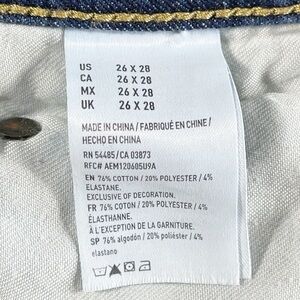 US 26 X 28
CA 26 X 28
MX 26 X 28
UK 26 X 28
MADE IN CHINA / FABRIQUÉ EN CHINE /
HECHO EN CHINA
RN 54485/CA 03873
RFC# AEM120605U9A
EN 76% COTTON / 20% POLYESTER / 4%
ELASTANE.
EXCLUSIVE OF DECORATION.
FR 76% COTON / 20% POLYESTER / 4%
ÉLASTHANNE.
À L'EXCEPTION DE LA GARNITURE.
SP 76% algodón / 20% poliéster / 4%
elastano